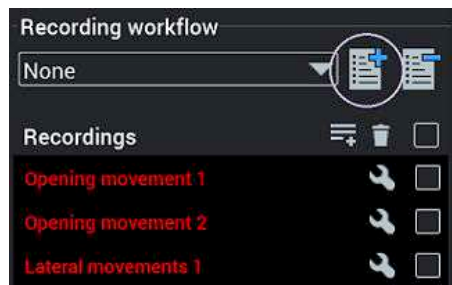 Recording workflow
None
Recordings
Opening movement 1
Opening movement 2
Lateral movements 1